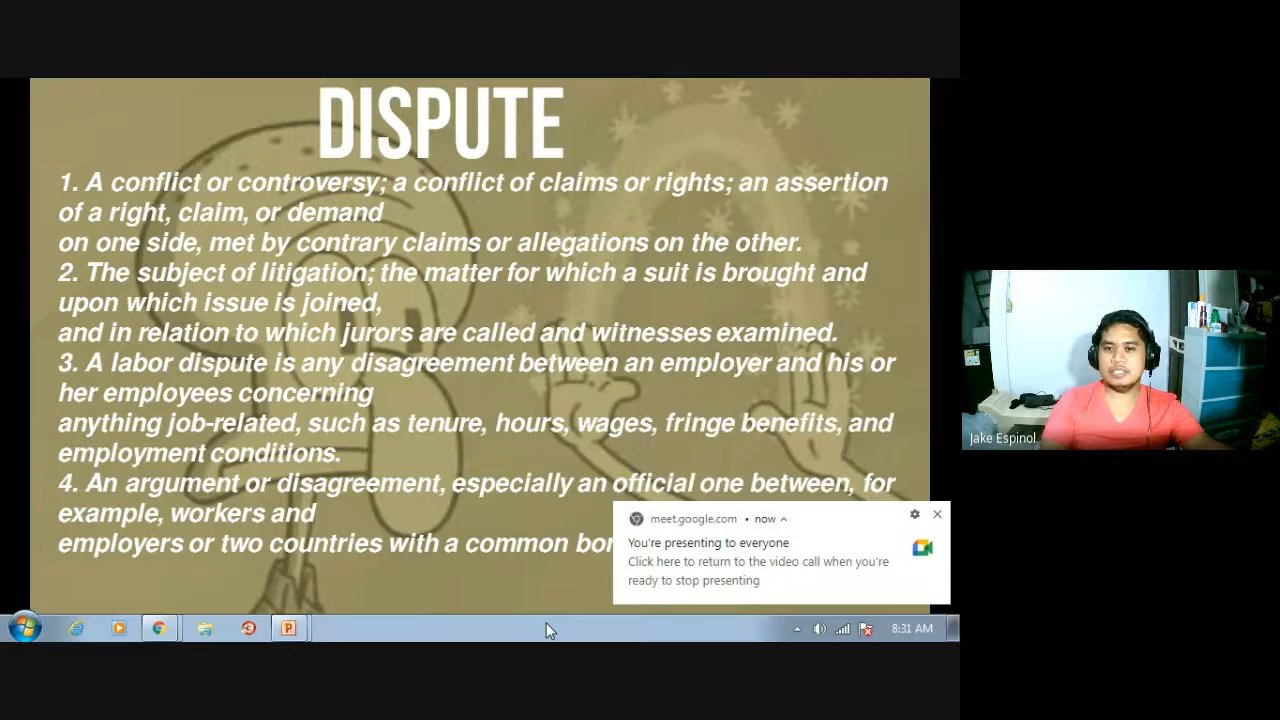 DISPUTE
1. A conflict or controversy; a conflict of claims or rights; an assertion
of a right, claim, or demand
on one side, met by contrary claims or allegations on the other.
2. The subject of litigation; the matter for which a suit is brought and
upon which issue is joined,
and in relation to which jurors are called and witnesses examined.
3. A labor dispute is any disagreement between an employer and his or
her employees concerning
anything job-related, such as tenure, hours, wages, fringe benefits, and
employment conditions.
4. An argument or disagreement, especially an official one between, for
example, workers and
employers or two countries with a common
meet.google.com • now
You're presenting to everyone
Click here to return to the video call when you're
ready to stop presenting
8:31 AM
Jake Espinol